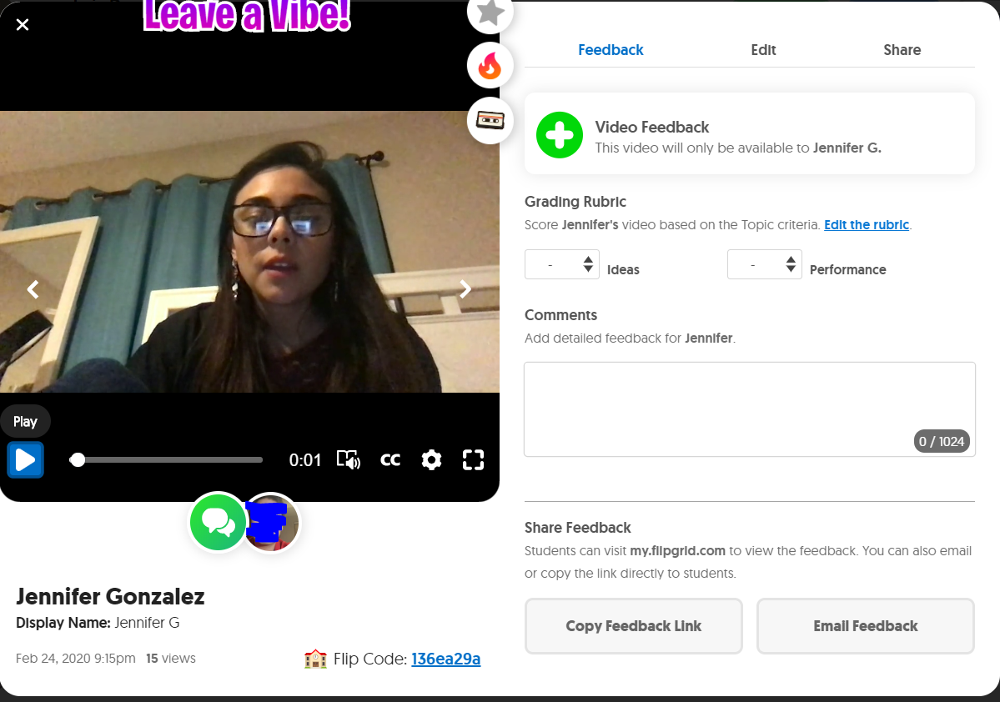 Leave a Vibe!
Play
0:01
CC
Jennifer Gonzalez
Display Name: Jennifer G
Feb 24, 2020 9:15pm 15 views
Flip Code: 136ea29a
Feedback Edit Share
Video Feedback
This video will only be available to Jennifer G.
Grading Rubric
Score Jennifer's video based on the Topic criteria. Edit the rubric.
- Ideas - Performance
Comments
Add detailed feedback for Jennifer.
0 / 1024
Share Feedback
Students can visit my.flipgrid.com to view the feedback. You can also email
or copy the link directly to students.
Copy Feedback Link Email Feedback